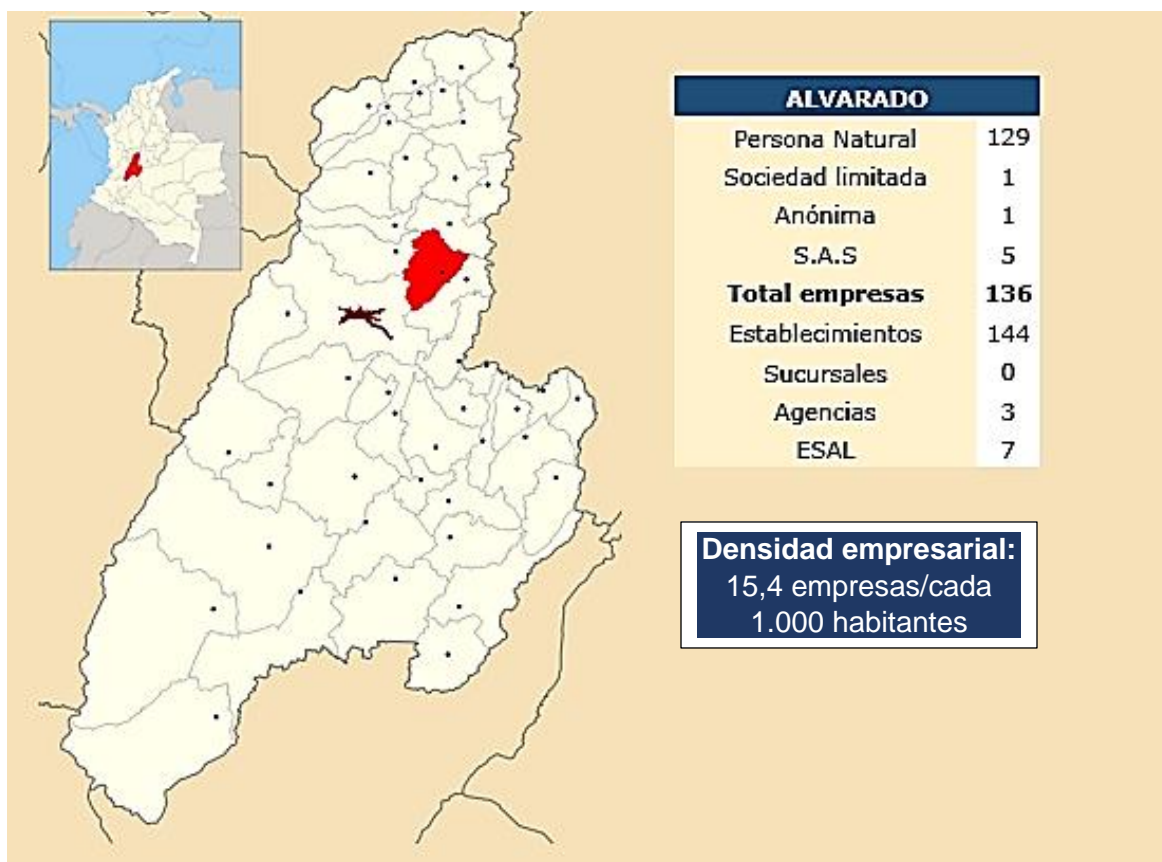 ALVARADO
Persona Natural 129
Sociedad limitada 1
Anónima 1
S.A.S 5
Total empresas 136
Establecimientos 144
Sucursales 0
Agencias 3
ESAL 7
Densidad empresarial:
15,4 empresas/cada
1.000 habitantes